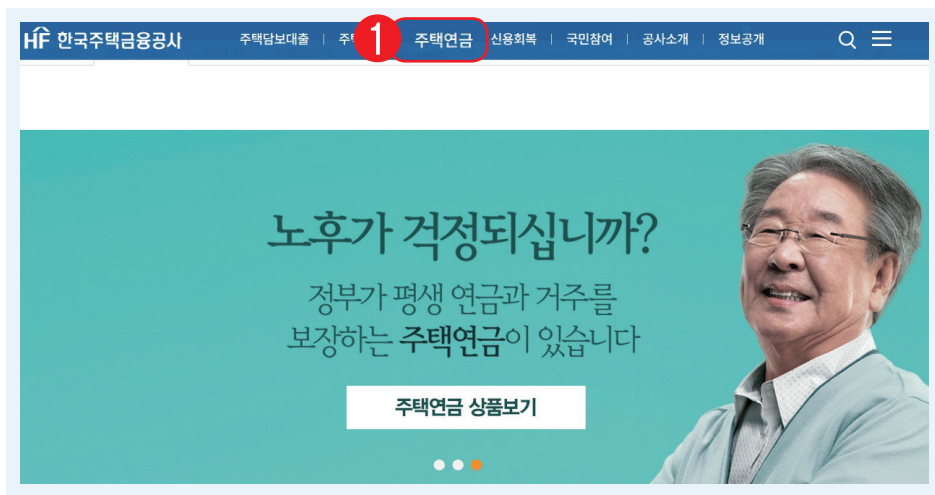 HF 한국주택금융공사
주택담보대출 | 주 1 주택연금 신용회복 | 국민참여 | 공사소개 | 정보공개
노후가 걱정되십니까?
정부가 평생 연금과 거주를
보장하는 주택연금이 있습니다
주택연금 상품보기